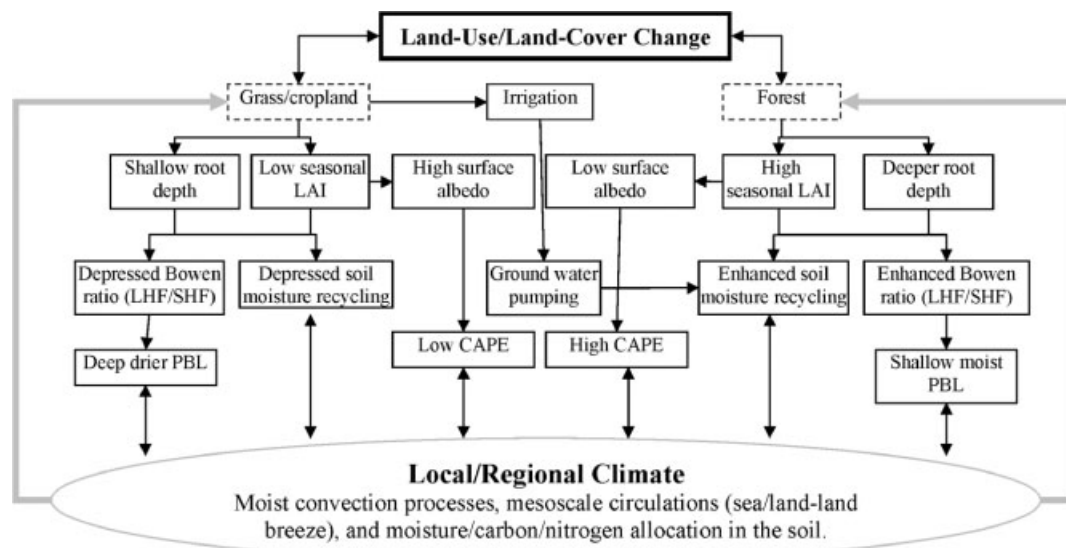 Land-Use/Land-Cover Change
Grass/cropland
Irrigation
Forest
Shallow root
depth
Low seasonal
LAI
High surface
albedo
Low surface
albedo
High
seasonal LAI
Deeper root
depth
Depressed Bowen
ratio (LHF/SHF)
Depressed soil
moisture recycling
Ground water
pumping
Enhanced soil
moisture recycling
Enhanced Bowen
ratio (LHF/SHF)
Deep drier PBL
Low CAPE
High CAPE
Shallow moist
PBL
Local/Regional Climate
Moist convection processes, mesoscale circulations (sea/land-land
breeze), and moisture/carbon/nitrogen allocation in the soil.